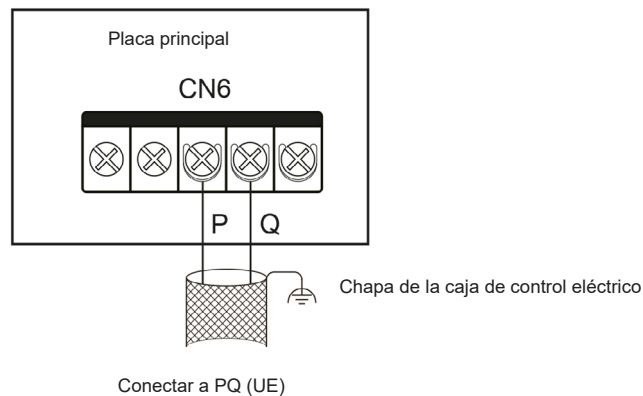 Placa principal
CN6
P Q
Chapa de la caja de control eléctrico
Conectar a PQ (UE)